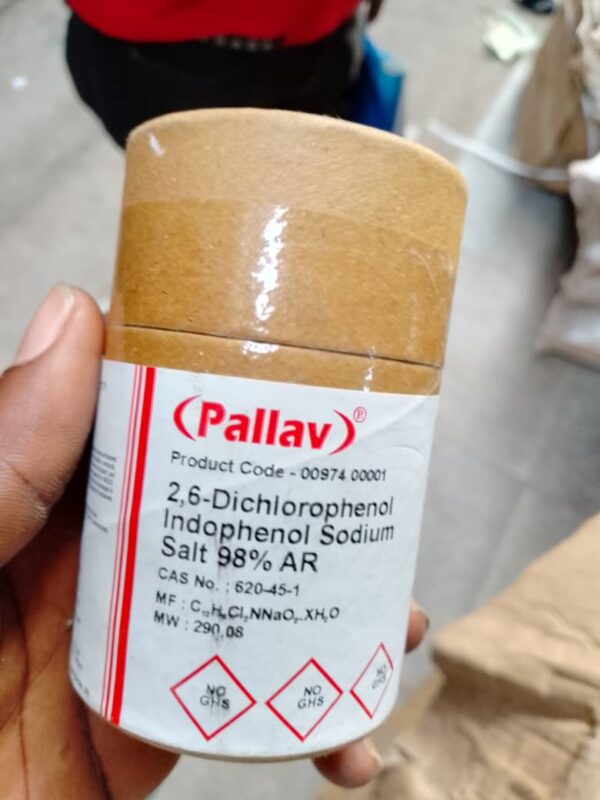 (Pallav)®
Product Code - 00974 00001
2,6-Dichlorophenol
Indophenol Sodium
Salt 98% AR
CAS No. : 620-45-1
MF : C₁₂H₆Cl₂NNaO₂.XH₂O
MW : 290.08
NO
GHS
NO
GHS
NO
GHS